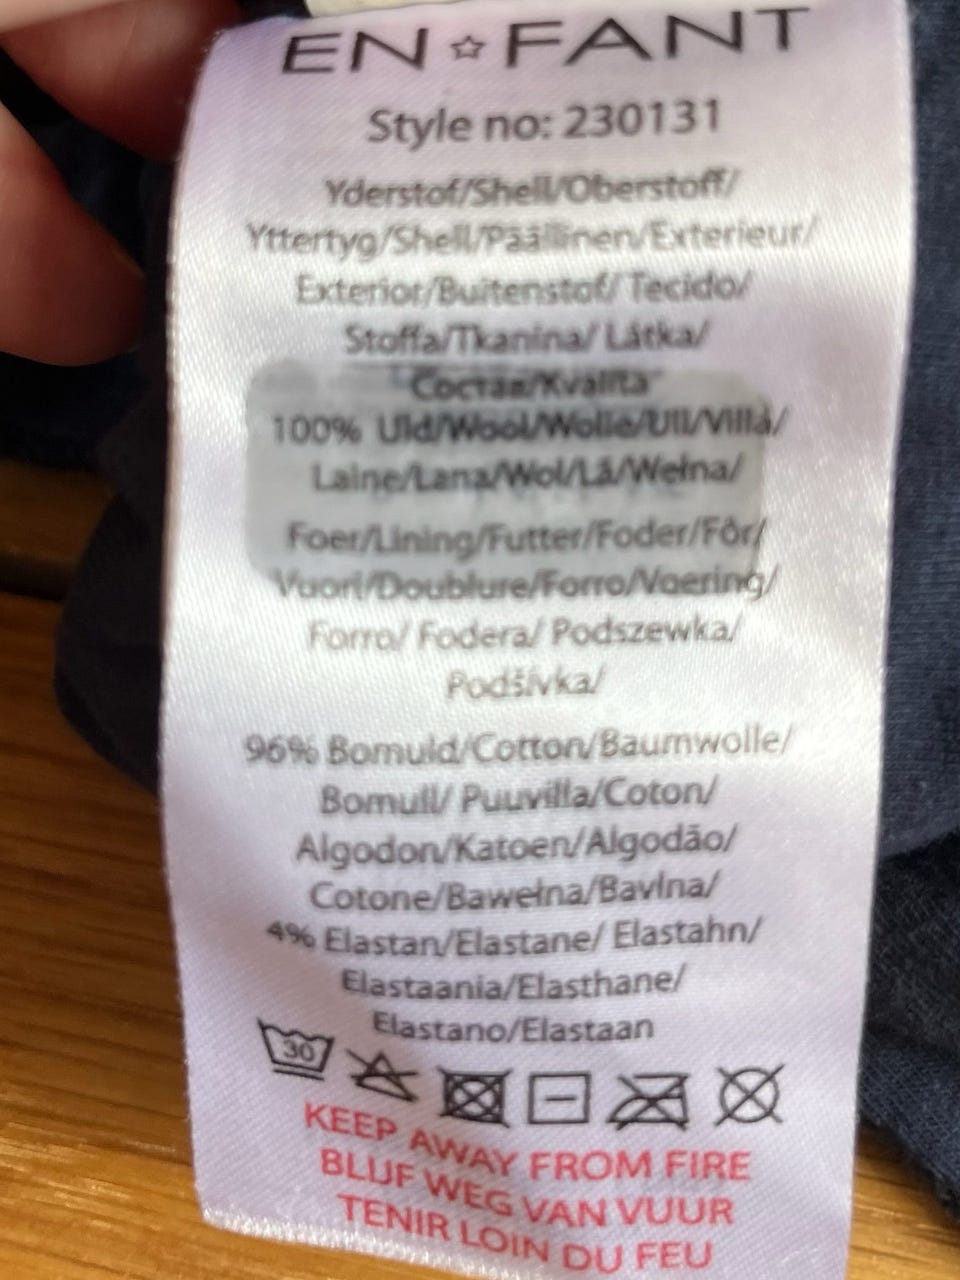 EN☆FANT
Style no: 230131
Yderstof/Shell/Oberstoff/
Yttertyg/Shell/Päällinen/Exterieur/
Exterior/Buitenstof/ Tecido/
Stoffa/Tkanina/ Látka/
Состав/Kvalita
100% Uld/Wool/Wolle/Ull/Villa/
Laine/Lana/Wol/Lã/Wełna/
Foer/Lining/Futter/Foder/Fôr/
Vuori/Doublure/Forro/Voering/
Forro/ Fodera/ Podszewka/
Podšívka/
96% Bomuld/Cotton/Baumwolle/
Bomull/ Puuvilla/Coton/
Algodon/Katoen/Algodão/
Cotone/Bawełna/Bavlna/
4% Elastan/Elastane/ Elastahn/
Elastaania/Elasthane/
Elastano/Elastaan
30
KEEP AWAY FROM FIRE
BLIJF WEG VAN VUUR
TENIR LOIN DU FEU